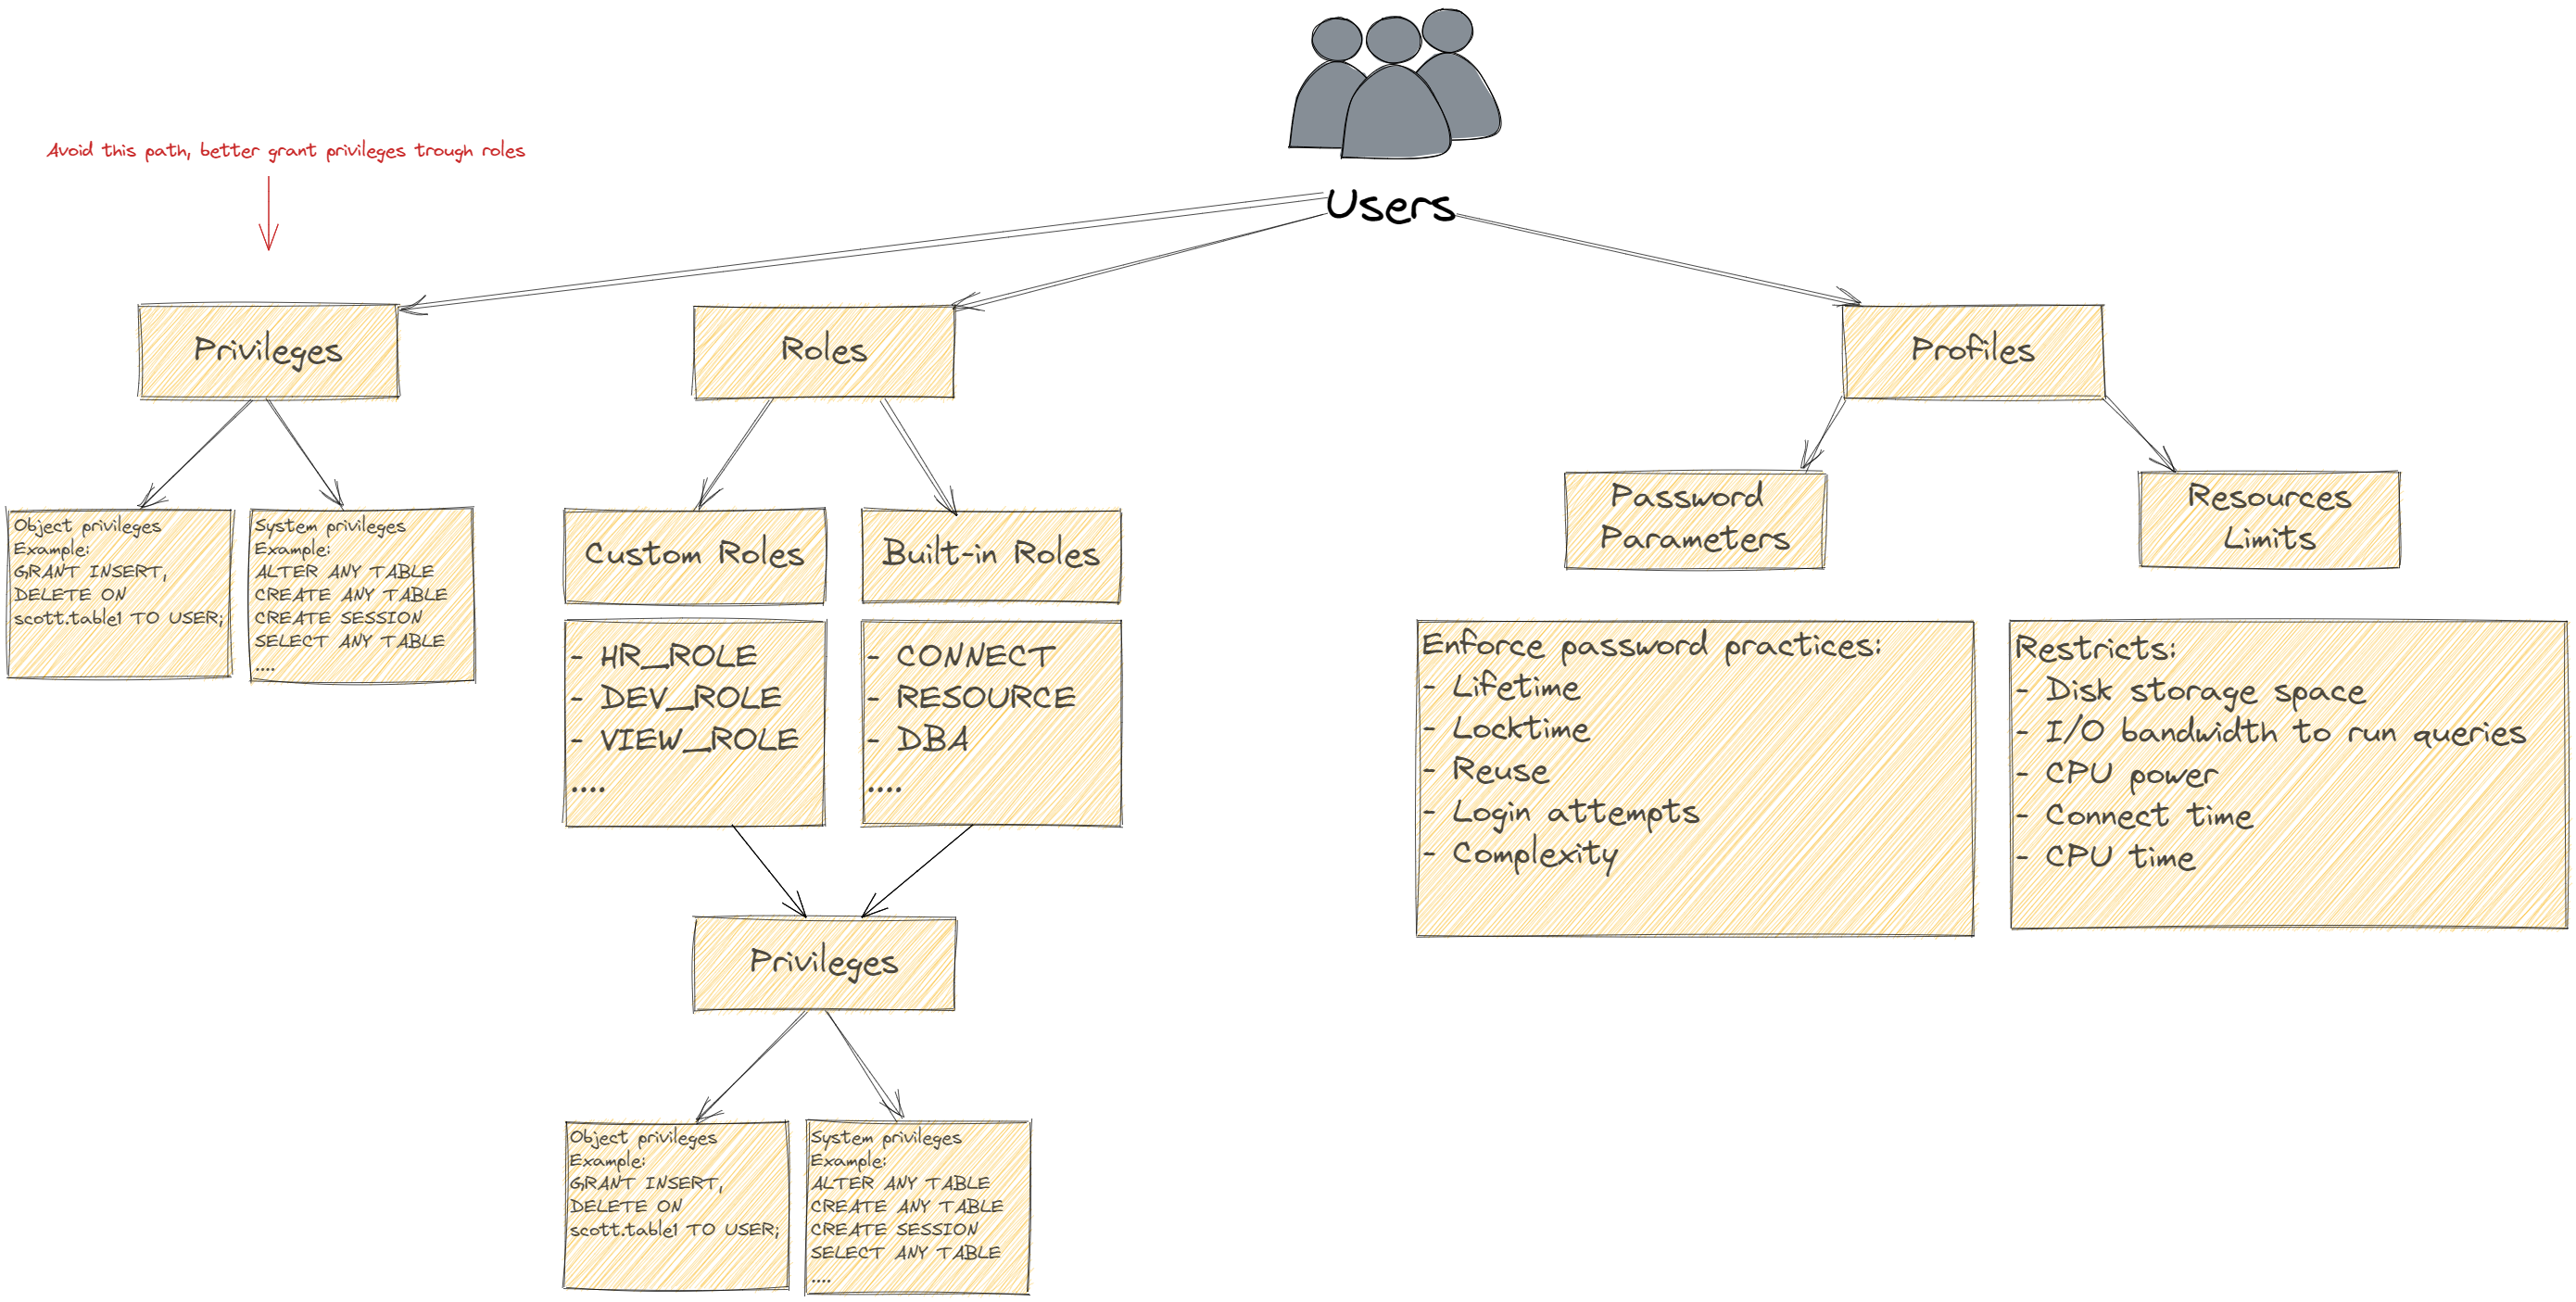 Users
Avoid this path, better grant privileges trough roles
Privileges
Roles
Profiles
Object privileges
Example:
GRANT INSERT,
DELETE ON
scott.table1 TO USER;
System privileges
Example:
ALTER ANY TABLE
CREATE ANY TABLE
CREATE SESSION
SELECT ANY TABLE
....
Custom Roles
- HR_ROLE
- DEV_ROLE
- VIEW_ROLE
....
Built-in Roles
- CONNECT
- RESOURCE
- DBA
....
Privileges
Object privileges
Example:
GRANT INSERT,
DELETE ON
scott.table1 TO USER;
System privileges
Example:
ALTER ANY TABLE
CREATE ANY TABLE
CREATE SESSION
SELECT ANY TABLE
....
Password
Parameters
Enforce password practices:
- Lifetime
- Locktime
- Reuse
- Login attempts
- Complexity
Resources
Limits
Restricts:
- Disk storage space
- I/O bandwidth to run queries
- CPU power
- Connect time
- CPU time